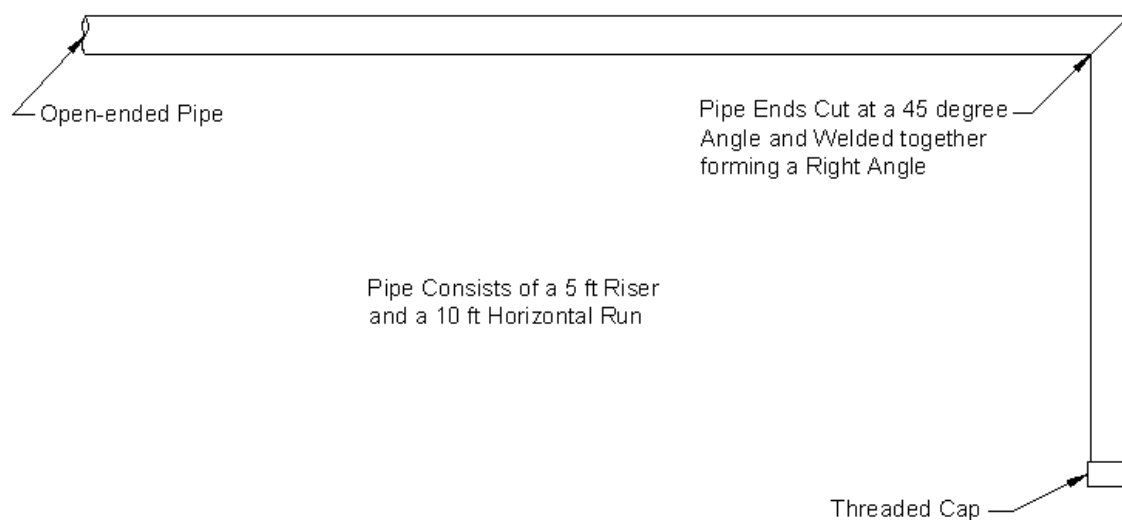 Open-ended Pipe
Pipe Ends Cut at a 45 degree
Angle and Welded together
forming a Right Angle
Pipe Consists of a 5 ft Riser
and a 10 ft Horizontal Run
Threaded Cap